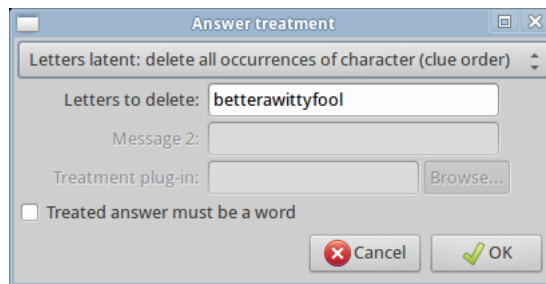 Answer treatment
Letters latent: delete all occurrences of character (clue order)
Letters to delete: betterawittyfool
Message 2:
Treatment plug-in: Browse...
Treated answer must be a word
Cancel OK